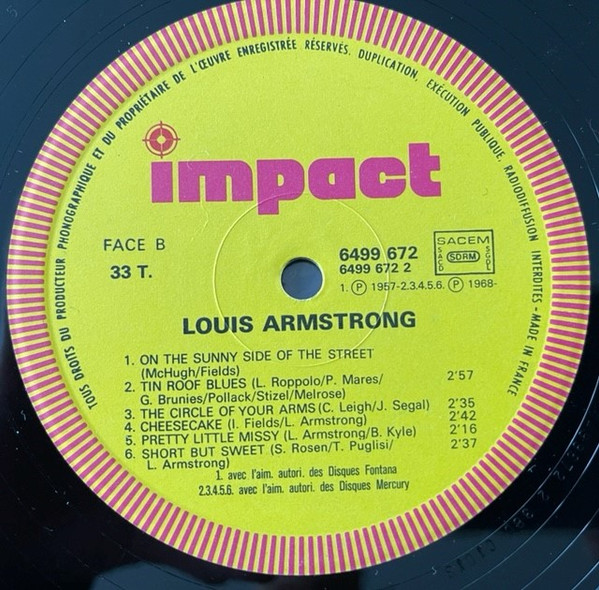 TOUS DROITS DU PRODUCTEUR PHONOGRAPHIQUE ET DU PROPRIÉTAIRE DE L'ŒUVRE ENREGISTRÉE RÉSERVÉS. DUPLICATION, EXÉCUTION PUBLIQUE, RADIODIFFUSION INTERDITES - MADE IN FRANCE
impact
FACE B
33 T.
6499 672
6499 672 2
SACEM
SACD SDRM SGDL
1. Ⓟ 1957-2.3.4.5.6. Ⓟ 1968-
LOUIS ARMSTRONG
1. ON THE SUNNY SIDE OF THE STREET
(McHugh/Fields) 2'57
2. TIN ROOF BLUES (L. Roppolo/P. Mares/
G. Brunies/Pollack/Stizel/Melrose)
3. THE CIRCLE OF YOUR ARMS (C. Leigh/J. Segal) 2'35
4. CHEESECAKE (I. Fields/L. Armstrong) 2'42
5. PRETTY LITTLE MISSY (L. Armstrong/B. Kyle) 2'16
6. SHORT BUT SWEET (S. Rosen/T. Puglisi/ 2'37
L. Armstrong)
1. avec l'aim. autori. des Disques Fontana
2.3.4.5.6. avec l'aim. autori. des Disques Mercury